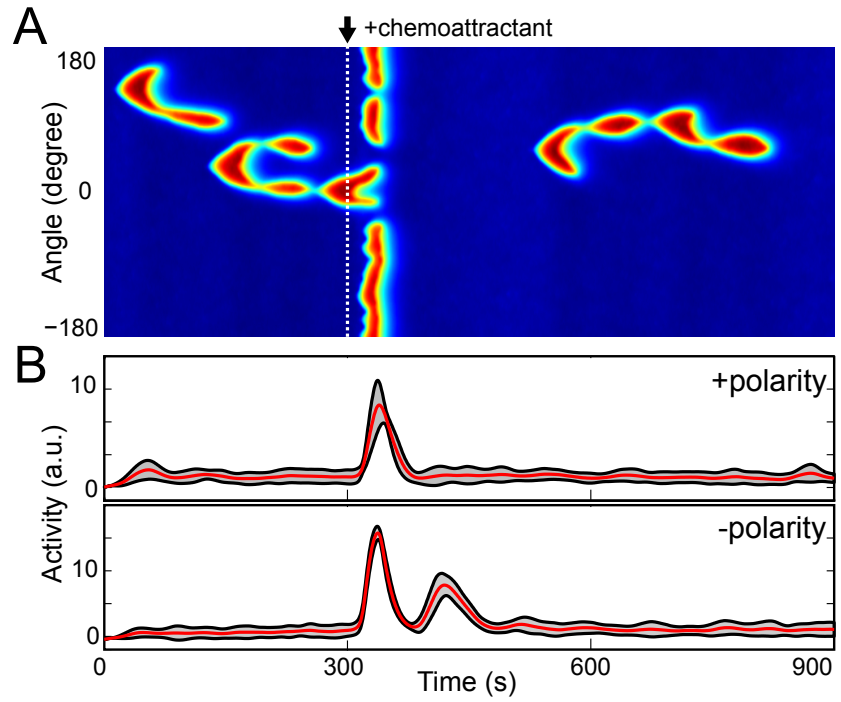 A
+chemoattractant
180
0
−180
Angle (degree)
B
+polarity
10
0
-polarity
10
0
Activity (a.u.)
0
300
600
900
Time (s)